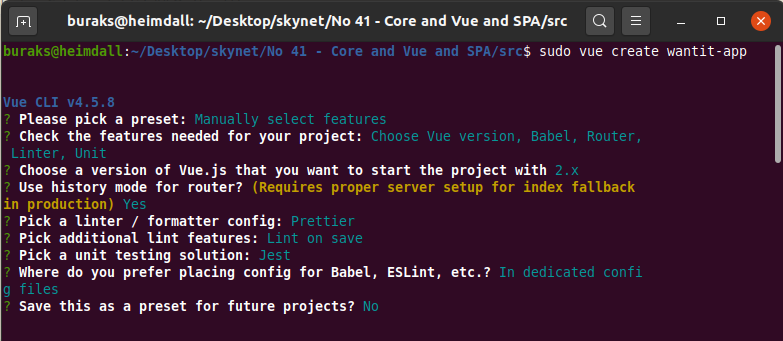 buraks@heimdall: ~/Desktop/skynet/No 41 - Core and Vue and SPA/src
buraks@heimdall:~/Desktop/skynet/No 41 - Core and Vue and SPA/src$ sudo vue create wantit-app
Vue CLI v4.5.8
? Please pick a preset: Manually select features
? Check the features needed for your project: Choose Vue version, Babel, Router,
 Linter, Unit
? Choose a version of Vue.js that you want to start the project with 2.x
? Use history mode for router? (Requires proper server setup for index fallback
in production) Yes
? Pick a linter / formatter config: Prettier
? Pick additional lint features: Lint on save
? Pick a unit testing solution: Jest
? Where do you prefer placing config for Babel, ESLint, etc.? In dedicated confi
g files
? Save this as a preset for future projects? No